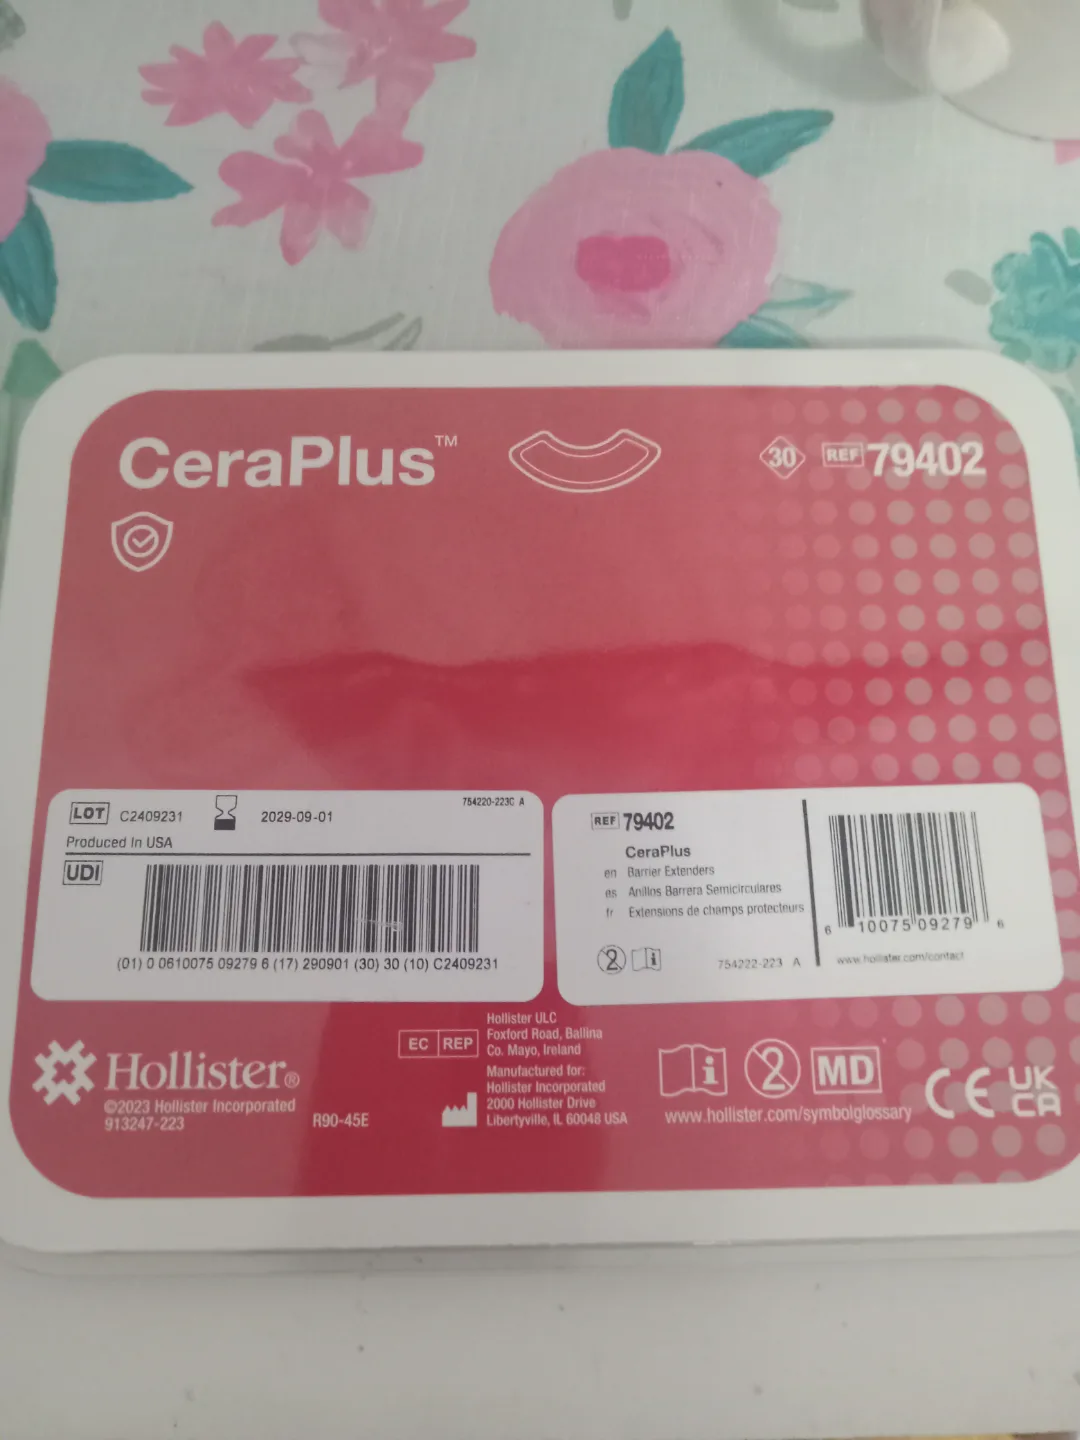 CeraPlus™
30 REF 79402
LOT C2409231 2029-09-01 754220-223C A
Produced In USA
UDI
(01) 0 0610075 09279 6 (17) 290901 (30) 30 (10) C2409231
REF 79402
CeraPlus
en Barrier Extenders
es Anillos Barrera Semicirculares
fr Extensions de champs protecteurs
2 i 754222-223 A
6 10075 09279 6
www.hollister.com/contact
Hollister®
©2023 Hollister Incorporated
913247-223
R90-45E
EC REP
Hollister ULC
Foxford Road, Ballina
Co. Mayo, Ireland
Manufactured for:
Hollister Incorporated
2000 Hollister Drive
Libertyville, IL 60048 USA
i 2 MD
www.hollister.com/symbolglossary
CE UK
CA